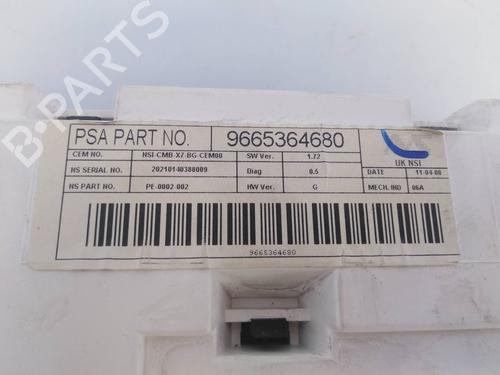 PSA PART NO. 9665364680
CEM NO. NSI-CMB-X7-BG-CEM00 SW Ver. 1.72
NS SERIAL NO. 20210140388009 Diag 0.5 DATE 11-04-08
NS PART NO. PE-0002-002 HW Ver. G MECH. IND 06A
UK NSI
9665364680
B-PARTS